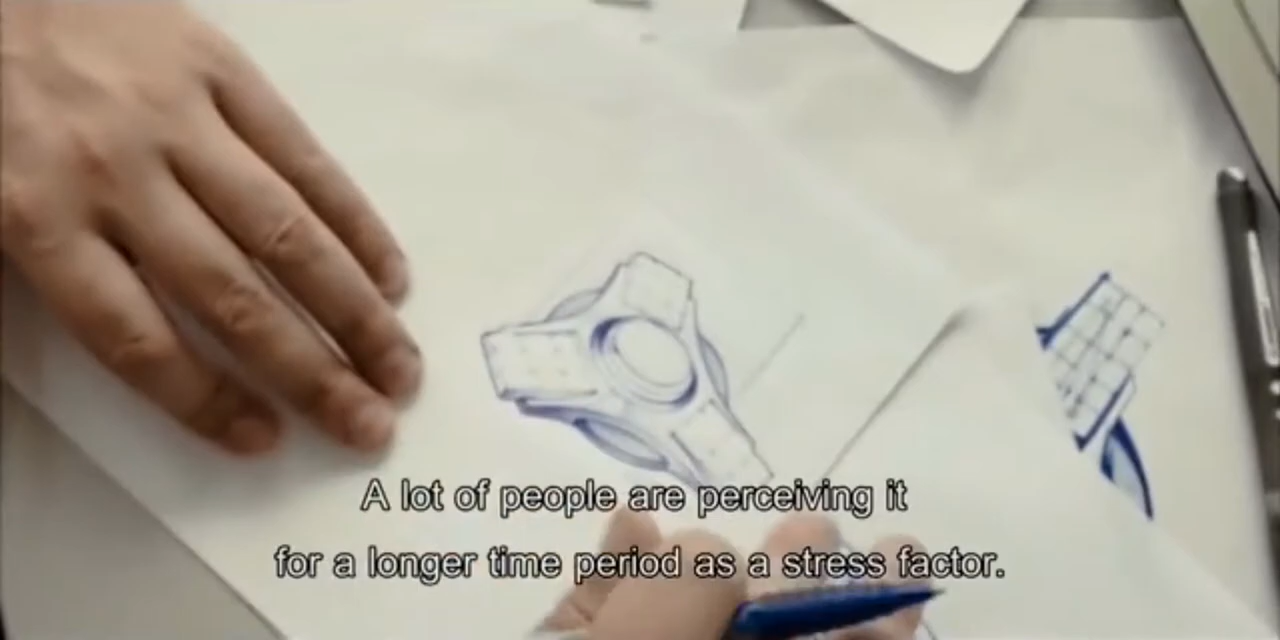 A lot of people are perceiving it
for a longer time period as a stress factor.